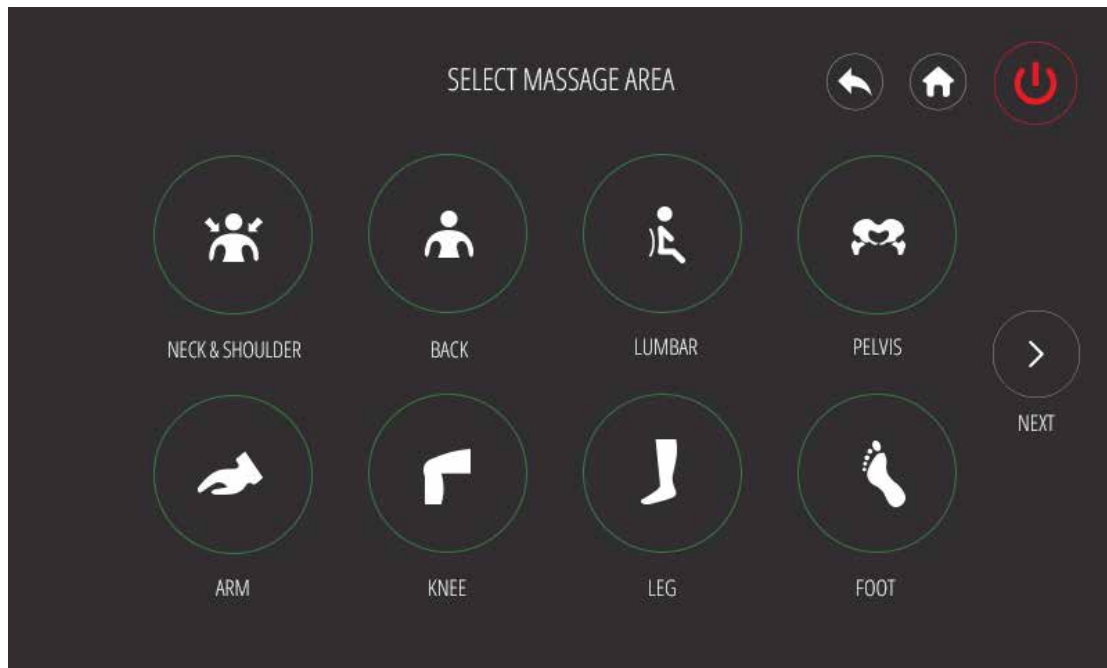 SELECT MASSAGE AREA
NECK & SHOULDER
BACK
LUMBAR
PELVIS
NEXT
ARM
KNEE
LEG
FOOT